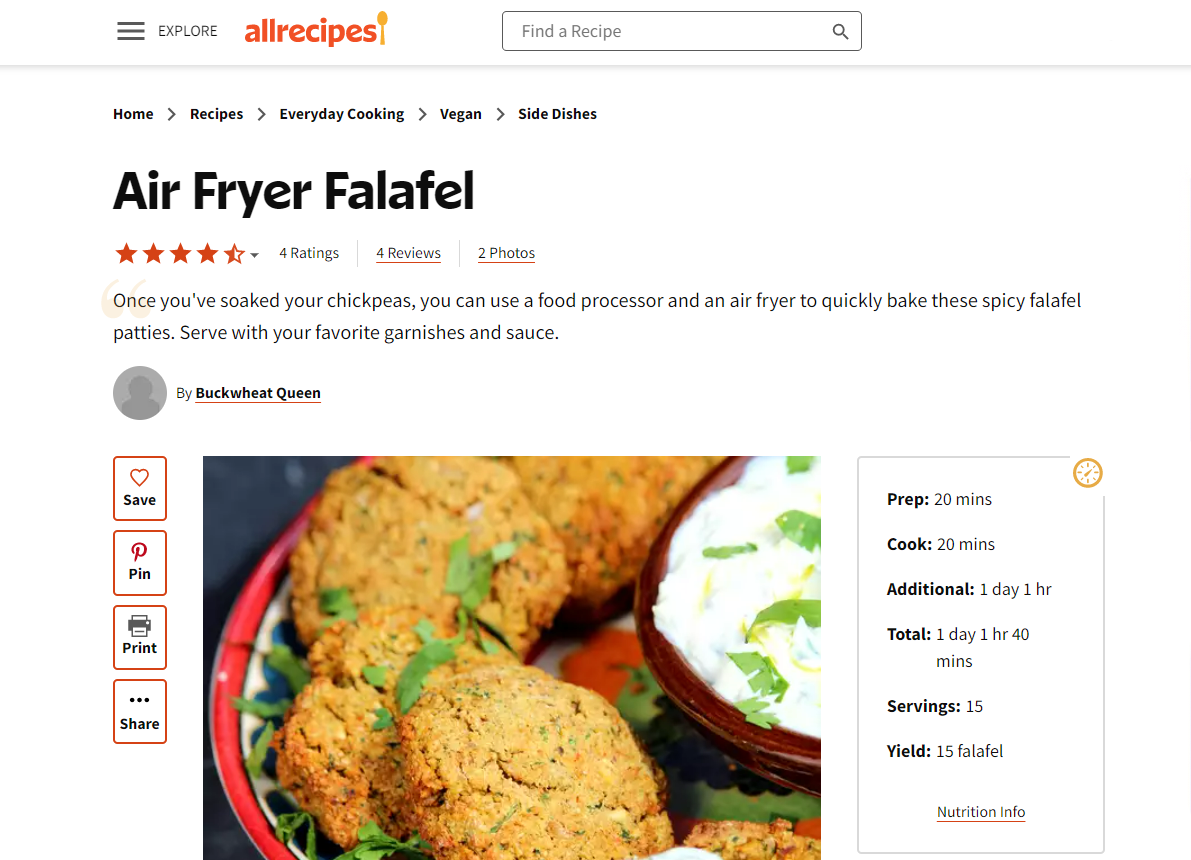 EXPLORE
allrecipes
Find a Recipe
Home > Recipes > Everyday Cooking > Vegan > Side Dishes
Air Fryer Falafel
4 Ratings
4 Reviews
2 Photos
Once you've soaked your chickpeas, you can use a food processor and an air fryer to quickly bake these spicy falafel
patties. Serve with your favorite garnishes and sauce.
By Buckwheat Queen
Save
Pin
Print
Share
Prep: 20 mins
Cook: 20 mins
Additional: 1 day 1 hr
Total: 1 day 1 hr 40
mins
Servings: 15
Yield: 15 falafel
Nutrition Info